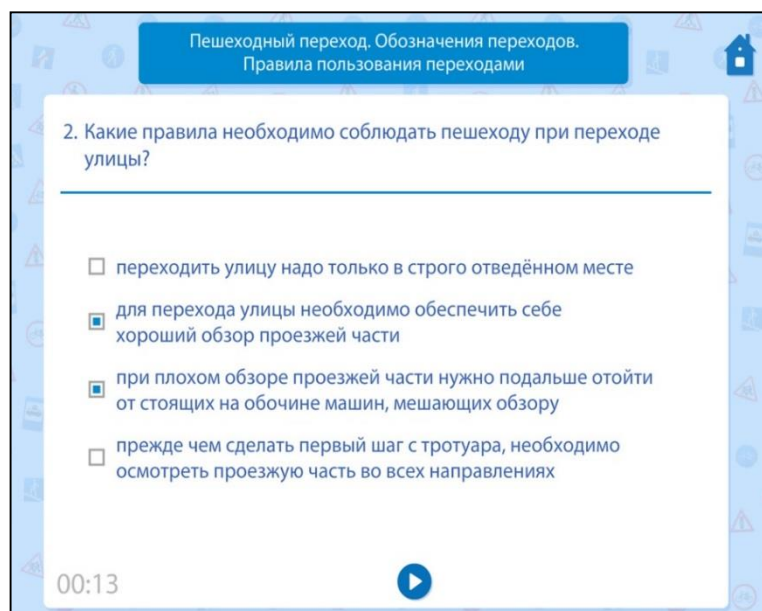 Пешеходный переход. Обозначения переходов.
Правила пользования переходами
2. Какие правила необходимо соблюдать пешеходу при переходе
улицы?
переходить улицу надо только в строго отведённом месте
для перехода улицы необходимо обеспечить себе
хороший обзор проезжей части
при плохом обзоре проезжей части нужно подальше отойти
от стоящих на обочине машин, мешающих обзору
прежде чем сделать первый шаг с тротуара, необходимо
осмотреть проезжую часть во всех направлениях
00:13